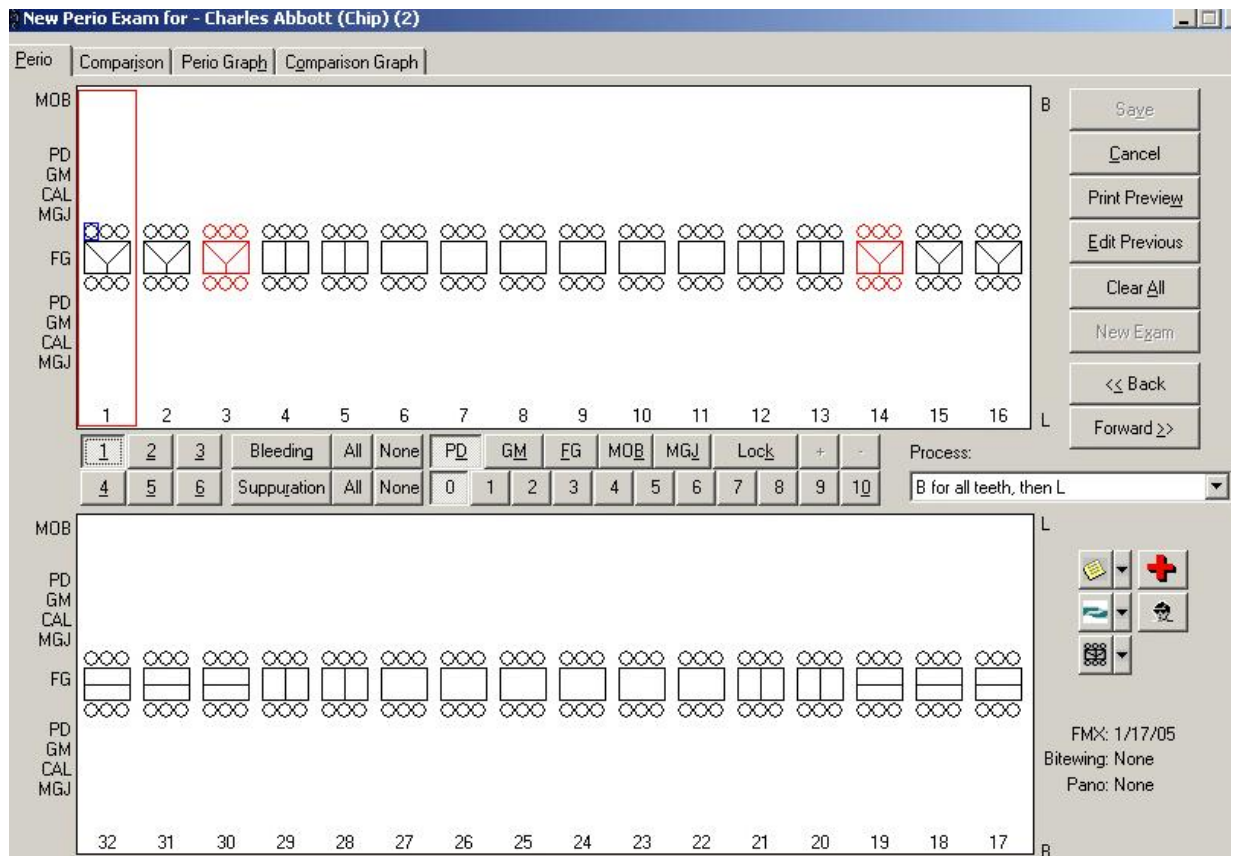 New Perio Exam for - Charles Abbott (Chip) (2)
Perio Comparison Perio Graph Comparison Graph
MOB B Save
PD Cancel
GM
CAL Print Preview
MGJ
FG Edit Previous
PD Clear All
GM
CAL New Exam
MGJ
<< Back
1 2 3 4 5 6 7 8 9 10 11 12 13 14 15 16 L
Forward >>
1 2 3 Bleeding All None PD GM FG MOB MGJ Lock + - Process:
4 5 6 Suppuration All None 0 1 2 3 4 5 6 7 8 9 10 B for all teeth, then L
MOB L
PD
GM
CAL
MGJ
FG
PD FMX: 1/17/05
GM Bitewing: None
CAL
MGJ Pano: None
32 31 30 29 28 27 26 25 24 23 22 21 20 19 18 17 B